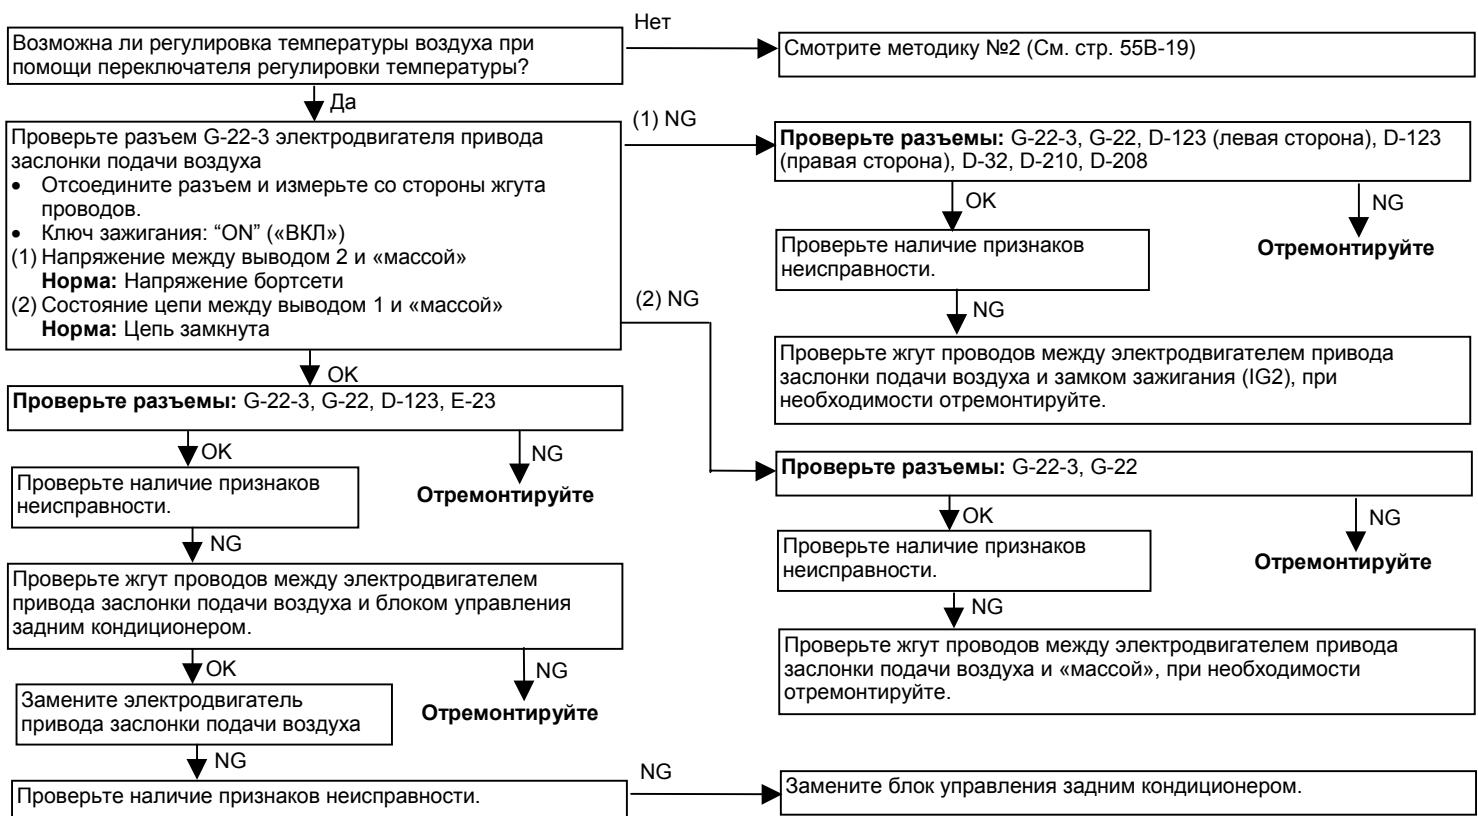 Нет
Возможна ли регулировка температуры воздуха при
помощи переключателя регулировки температуры?
Смотрите методику №2 (См. стр. 55B-19)
Да
Проверьте разъем G-22-3 электродвигателя привода
заслонки подачи воздуха
• Отсоедините разъем и измерьте со стороны жгута
проводов.
• Ключ зажигания: “ON” («ВКЛ»)
(1) Напряжение между выводом 2 и «массой»
Норма: Напряжение бортсети
(2) Состояние цепи между выводом 1 и «массой»
Норма: Цепь замкнута
(1) NG
Проверьте разъемы: G-22-3, G-22, D-123 (левая сторона), D-123
(правая сторона), D-32, D-210, D-208
OK
NG
Проверьте наличие признаков
неисправности.
Отремонтируйте
NG
Проверьте жгут проводов между электродвигателем привода
заслонки подачи воздуха и замком зажигания (IG2), при
необходимости отремонтируйте.
(2) NG
Проверьте разъемы: G-22-3, G-22
OK
NG
Проверьте наличие признаков
неисправности.
Отремонтируйте
NG
Проверьте жгут проводов между электродвигателем привода
заслонки подачи воздуха и «массой», при необходимости
отремонтируйте.
OK
Проверьте разъемы: G-22-3, G-22, D-123, E-23
OK
NG
Проверьте наличие признаков
неисправности.
Отремонтируйте
NG
Проверьте жгут проводов между электродвигателем
привода заслонки подачи воздуха и блоком управления
задним кондиционером.
OK
NG
Замените электродвигатель
привода заслонки подачи воздуха
Отремонтируйте
NG
Проверьте наличие признаков неисправности.
NG
Замените блок управления задним кондиционером.